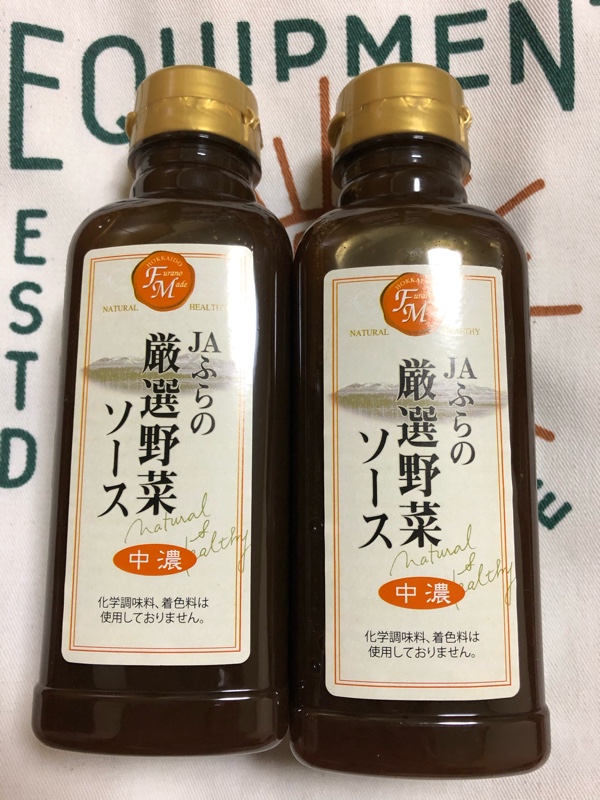 EQUIPMENT
ESTD
HOKKAIDO
Furano
Made
NATURAL HEALTHY
JAふらの
厳選野菜
ソース
natural
&
healthy
中濃
化学調味料、着色料は
使用しておりません。
HOKKAIDO
Furano
Made
NATURAL HEALTHY
JAふらの
厳選野菜
ソース
natural
&
healthy
中濃
化学調味料、着色料は
使用しておりません。